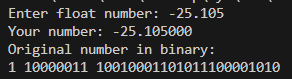 Enter float number: -25.105
Your number: -25.105000
Original number in binary:
1 10000011 10010001101011100001010